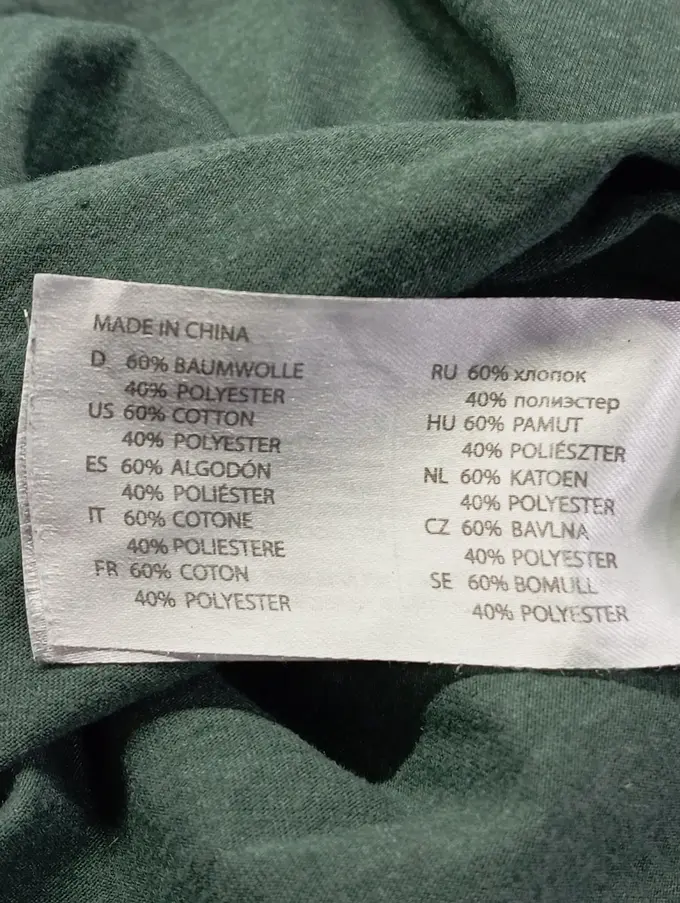 MADE IN CHINA
D 60% BAUMWOLLE
40% POLYESTER
US 60% COTTON
40% POLYESTER
ES 60% ALGODÓN
40% POLIÉSTER
IT 60% COTONE
40% POLIESTERE
FR 60% COTON
40% POLYESTER
RU 60% хлопок
40% полиэстер
HU 60% PAMUT
40% POLIÉSZTER
NL 60% KATOEN
40% POLYESTER
CZ 60% BAVLNA
40% POLYESTER
SE 60% BOMULL
40% POLYESTER